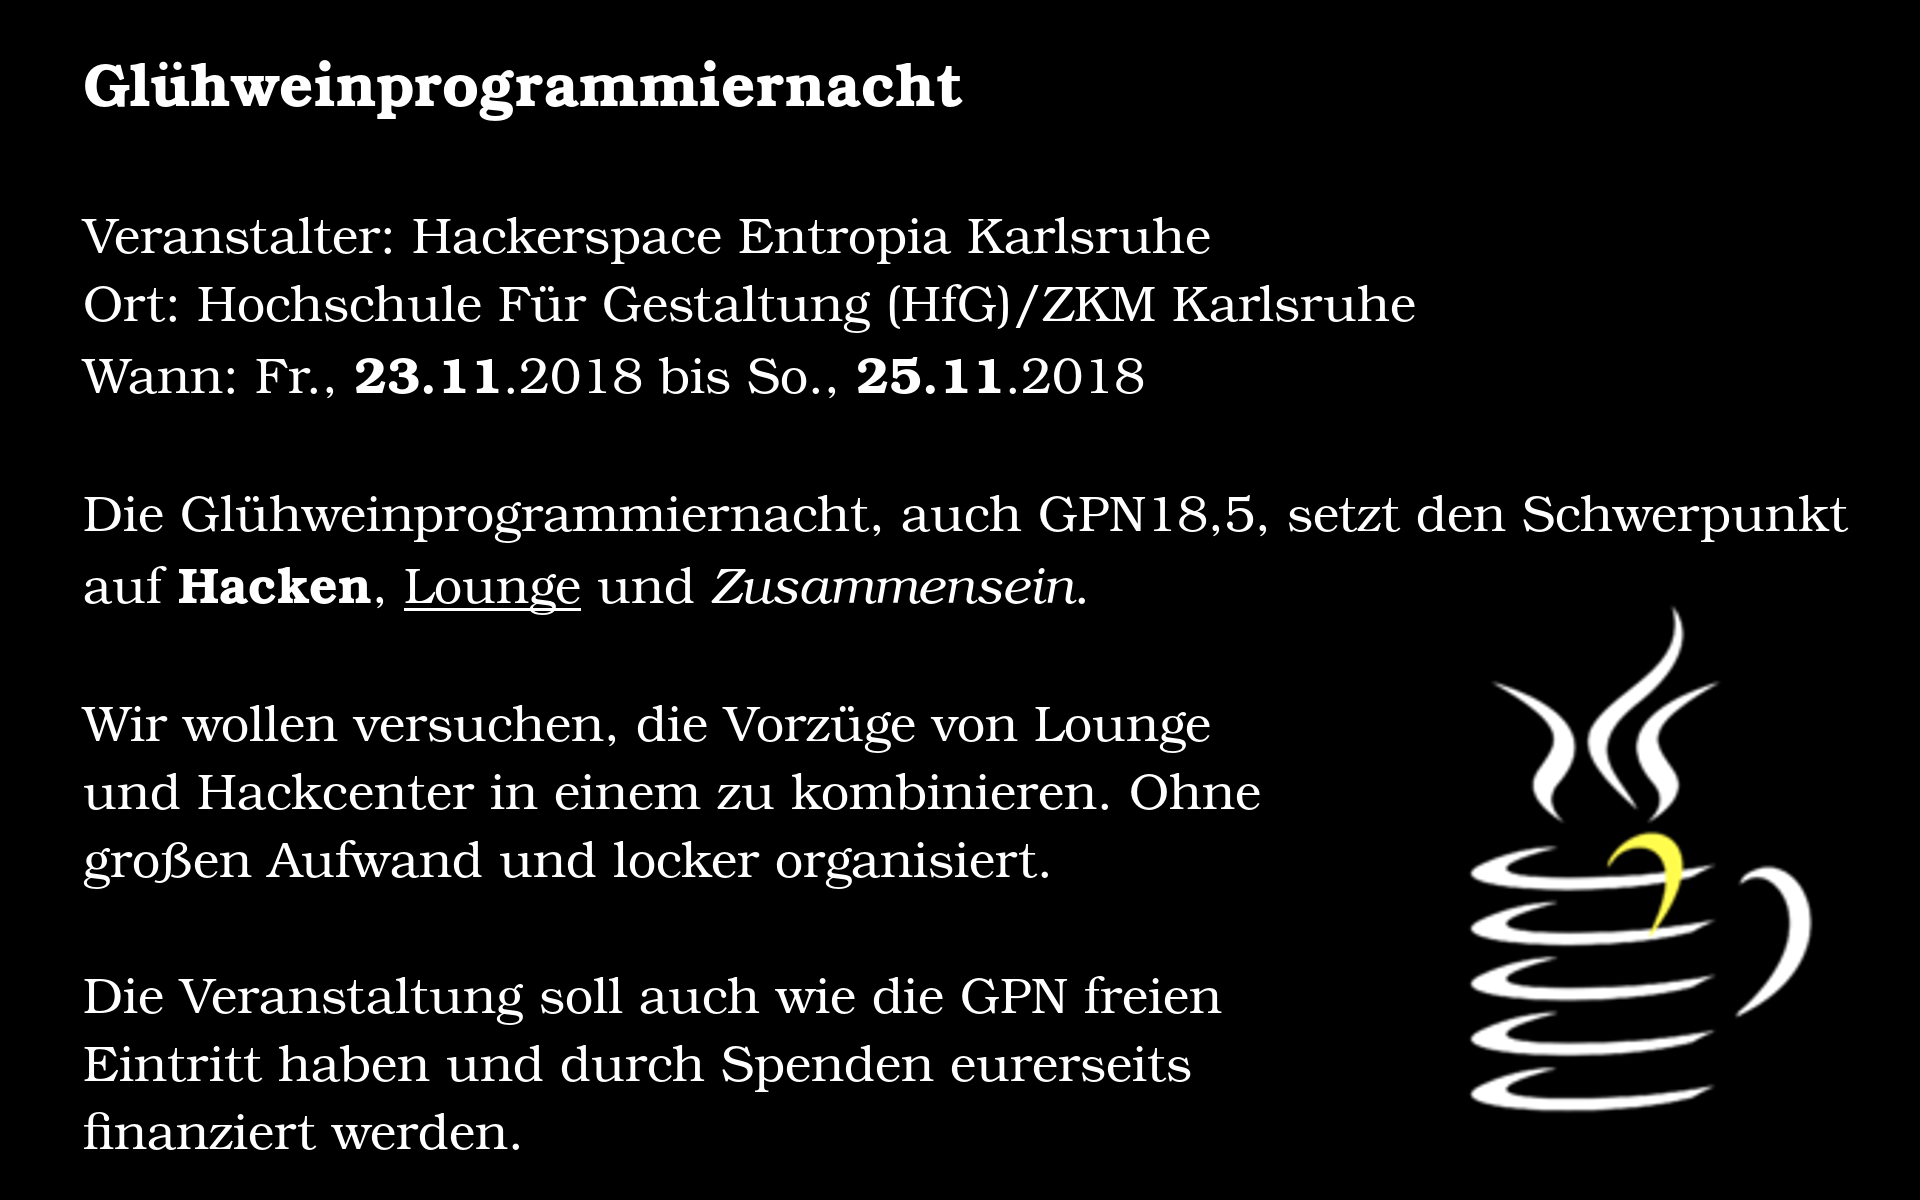 Glühweinprogrammiernacht
Veranstalter: Hackerspace Entropia Karlsruhe
Ort: Hochschule Für Gestaltung (HfG)/ZKM Karlsruhe
Wann: Fr., 23.11.2018 bis So., 25.11.2018
Die Glühweinprogrammiernacht, auch GPN18,5, setzt den Schwerpunkt
auf Hacken, Lounge und Zusammensein.
Wir wollen versuchen, die Vorzüge von Lounge
und Hackcenter in einem zu kombinieren. Ohne
großen Aufwand und locker organisiert.
Die Veranstaltung soll auch wie die GPN freien
Eintritt haben und durch Spenden eurerseits
finanziert werden.